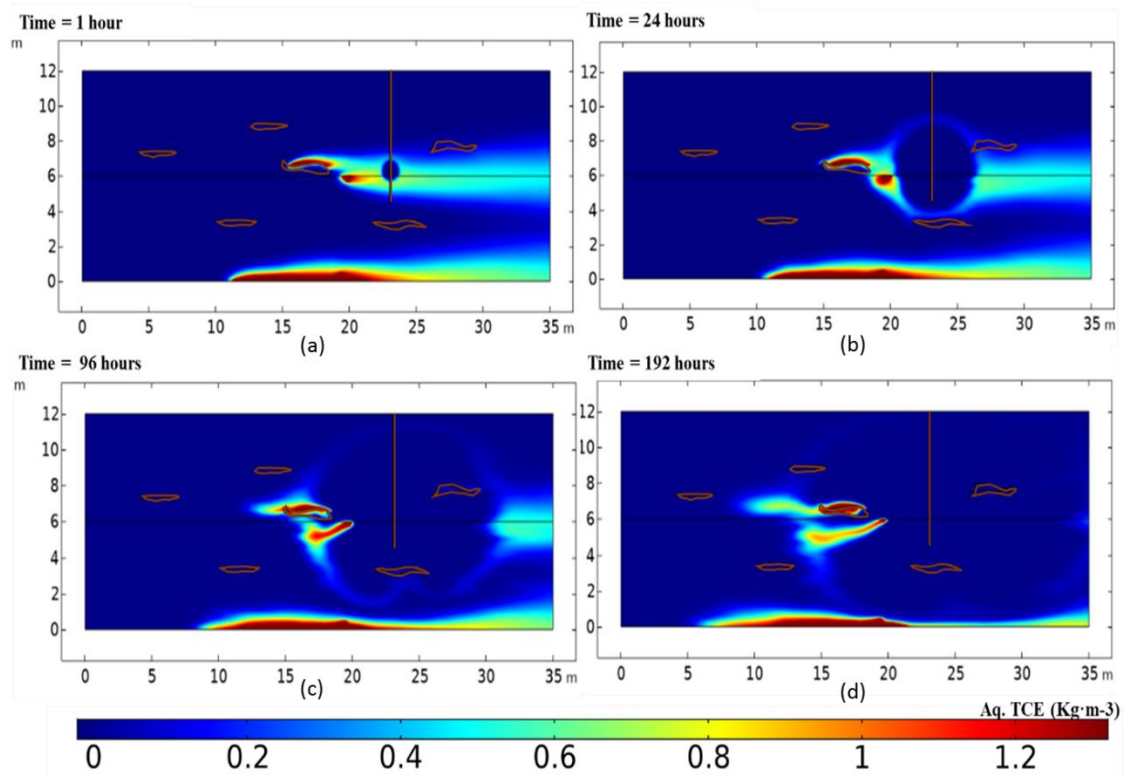 Time = 1 hour
m
12
10
8
6
4
2
0
0 5 10 15 20 25 30 35 m
(a)
Time = 24 hours
12
10
8
6
4
2
0
0 5 10 15 20 25 30 35 m
(b)
Time = 96 hours
m
12
10
8
6
4
2
0
0 5 10 15 20 25 30 35 m
(c)
Time = 192 hours
12
10
8
6
4
2
0
0 5 10 15 20 25 30 35 m
(d)
Aq. TCE (Kg·m-3)
0 0.2 0.4 0.6 0.8 1 1.2